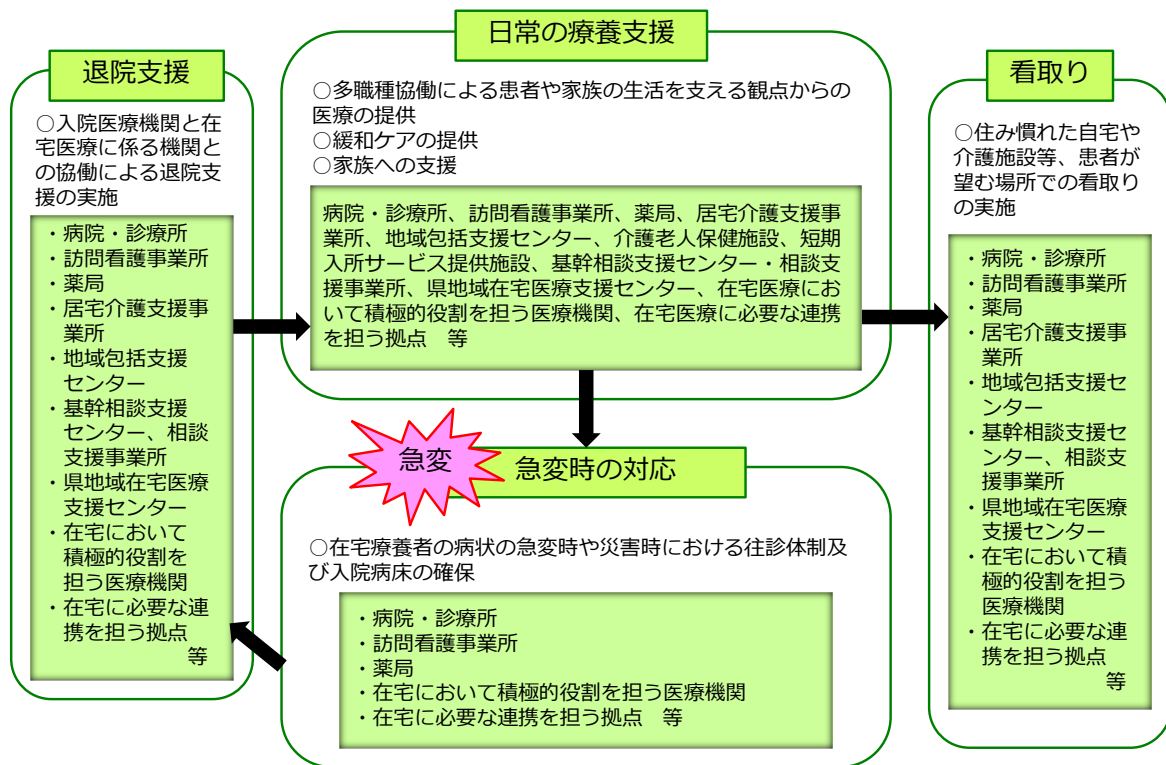 退院支援
○入院医療機関と在
宅医療に係る機関と
の協働による退院支
援の実施
・病院・診療所
・訪問看護事業所
・薬局
・居宅介護支援事
業所
・地域包括支援
センター
・基幹相談支援
センター、相談
支援事業所
・県地域在宅医療
支援センター
・在宅において
積極的役割を
担う医療機関
・在宅に必要な連
携を担う拠点
等
日常の療養支援
○多職種協働による患者や家族の生活を支える観点からの
医療の提供
○緩和ケアの提供
○家族への支援
病院・診療所、訪問看護事業所、薬局、居宅介護支援事
業所、地域包括支援センター、介護老人保健施設、短期
入所サービス提供施設、基幹相談支援センター・相談支
援事業所、県地域在宅医療支援センター、在宅医療にお
いて積極的役割を担う医療機関、在宅医療に必要な連携
を担う拠点　等
急変
急変時の対応
○在宅療養者の病状の急変時や災害時における往診体制及
び入院病床の確保
・病院・診療所
・訪問看護事業所
・薬局
・在宅において積極的役割を担う医療機関
・在宅に必要な連携を担う拠点　等
看取り
○住み慣れた自宅や
介護施設等、患者が
望む場所での看取り
の実施
・病院・診療所
・訪問看護事業所
・薬局
・居宅介護支援事
業所
・地域包括支援セ
ンター
・基幹相談支援セ
ンター、相談支
援事業所
・県地域在宅医療
支援センター
・在宅において積
極的役割を担う
医療機関
・在宅に必要な連
携を担う拠点
等